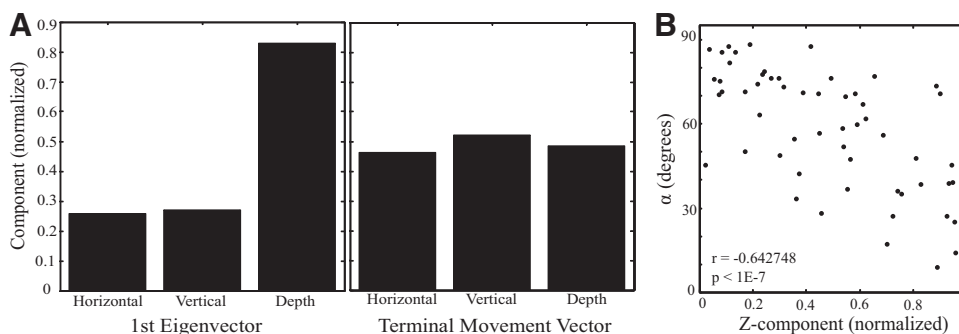 A
B
Component (normalized)
0.9
0.8
0.7
0.6
0.5
0.4
0.3
0.2
0.1
0
Horizontal Vertical Depth
1st Eigenvector
Horizontal Vertical Depth
Terminal Movement Vector
α (degrees)
90
60
30
0
r = -0.642748
p < 1E-7
0 0.2 0.4 0.6 0.8
Z-component (normalized)